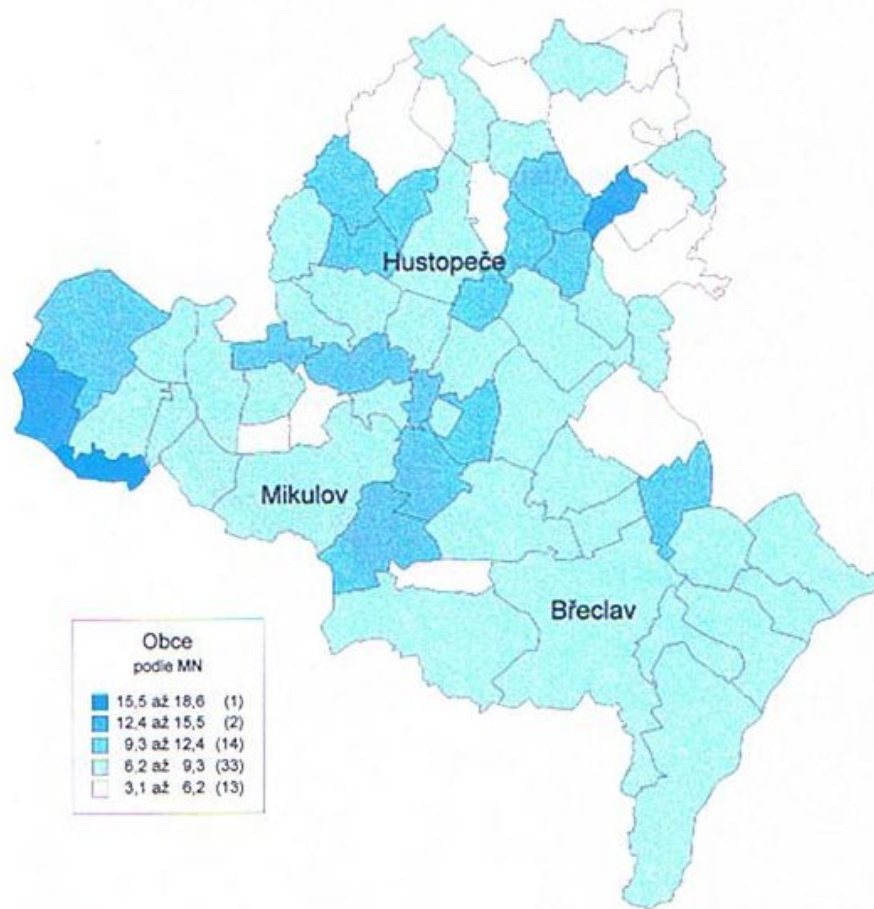 Hustopeče
Mikulov
Břeclav
Obce
podle MN
15,5 až 18,6 (1)
12,4 až 15,5 (2)
9,3 až 12,4 (14)
6,2 až 9,3 (33)
3,1 až 6,2 (13)